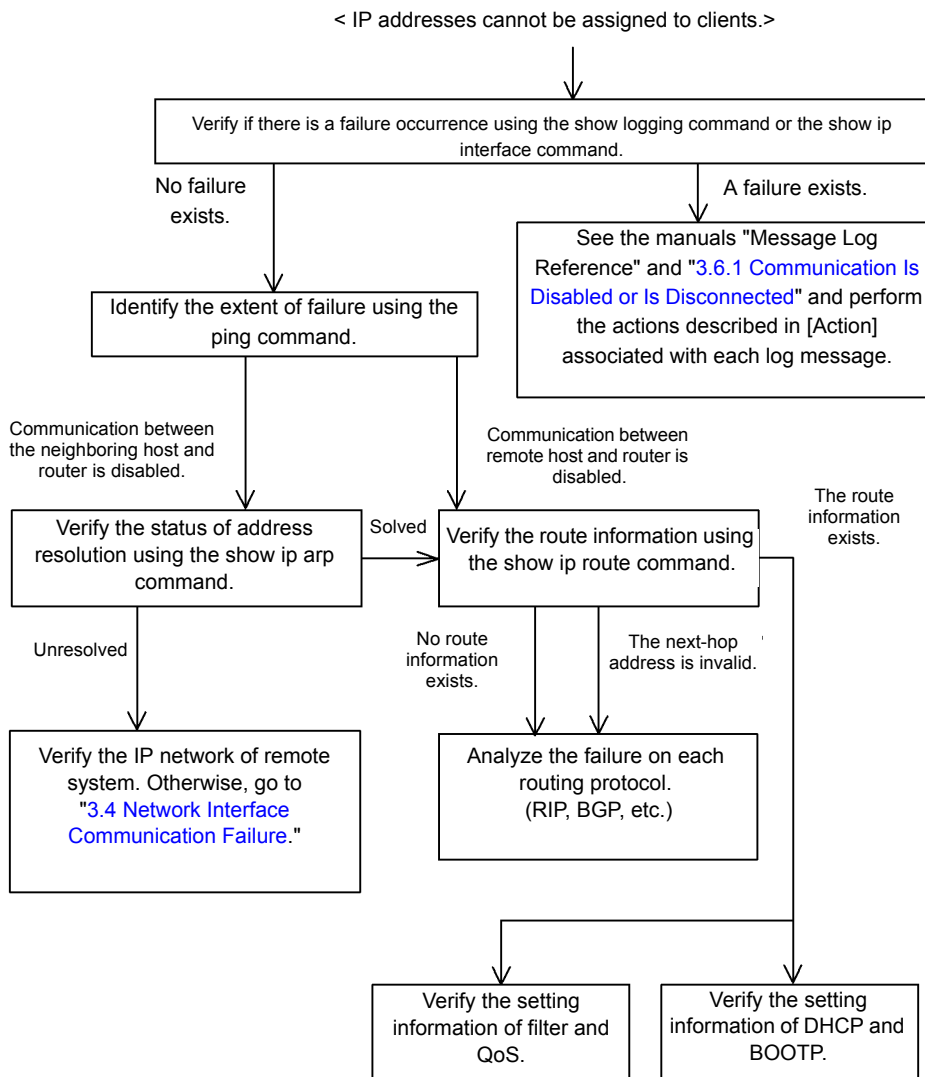 < IP addresses cannot be assigned to clients.>
Verify if there is a failure occurrence using the show logging command or the show ip
interface command.
No failure
exists.
A failure exists.
See the manuals "Message Log
Reference" and "3.6.1 Communication Is
Disabled or Is Disconnected" and perform
the actions described in [Action]
associated with each log message.
Identify the extent of failure using the
ping command.
Communication between
the neighboring host and
router is disabled.
Communication between
remote host and router is
disabled.
The route
information
exists.
Verify the status of address
resolution using the show ip arp
command.
Solved
Verify the route information using
the show ip route command.
Unresolved
No route
information
exists.
The next-hop
address is invalid.
Verify the IP network of remote
system. Otherwise, go to
"3.4 Network Interface
Communication Failure."
Analyze the failure on each
routing protocol.
(RIP, BGP, etc.)
Verify the setting
information of filter and
QoS.
Verify the setting
information of DHCP and
BOOTP.